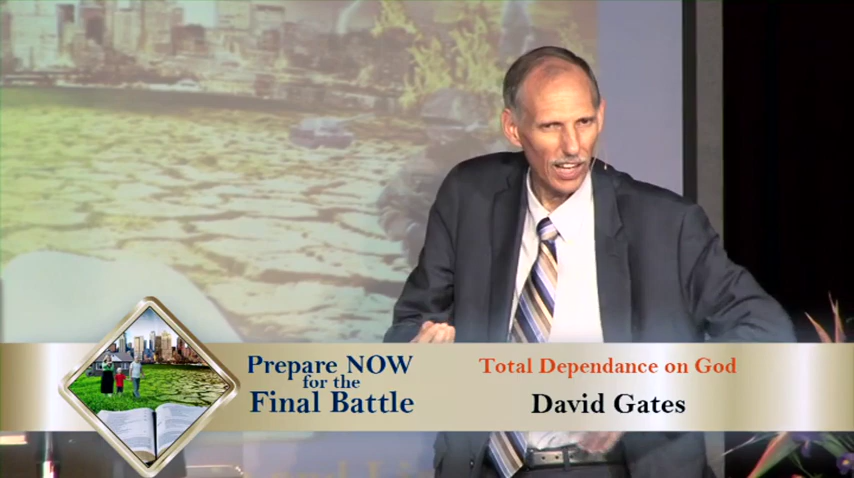 Prepare NOW
for the
Final Battle
Total Dependance on God
David Gates